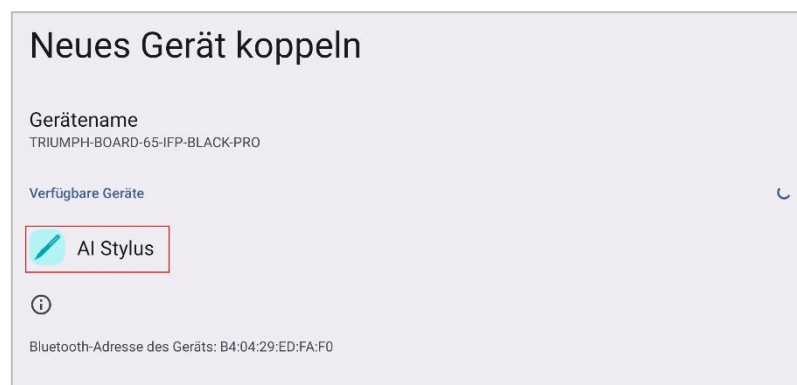 Neues Gerät koppeln
Gerätename
TRIUMPH-BOARD-65-IFP-BLACK-PRO
Verfügbare Geräte
AI Stylus
Bluetooth-Adresse des Geräts: B4:04:29:ED:FA:F0